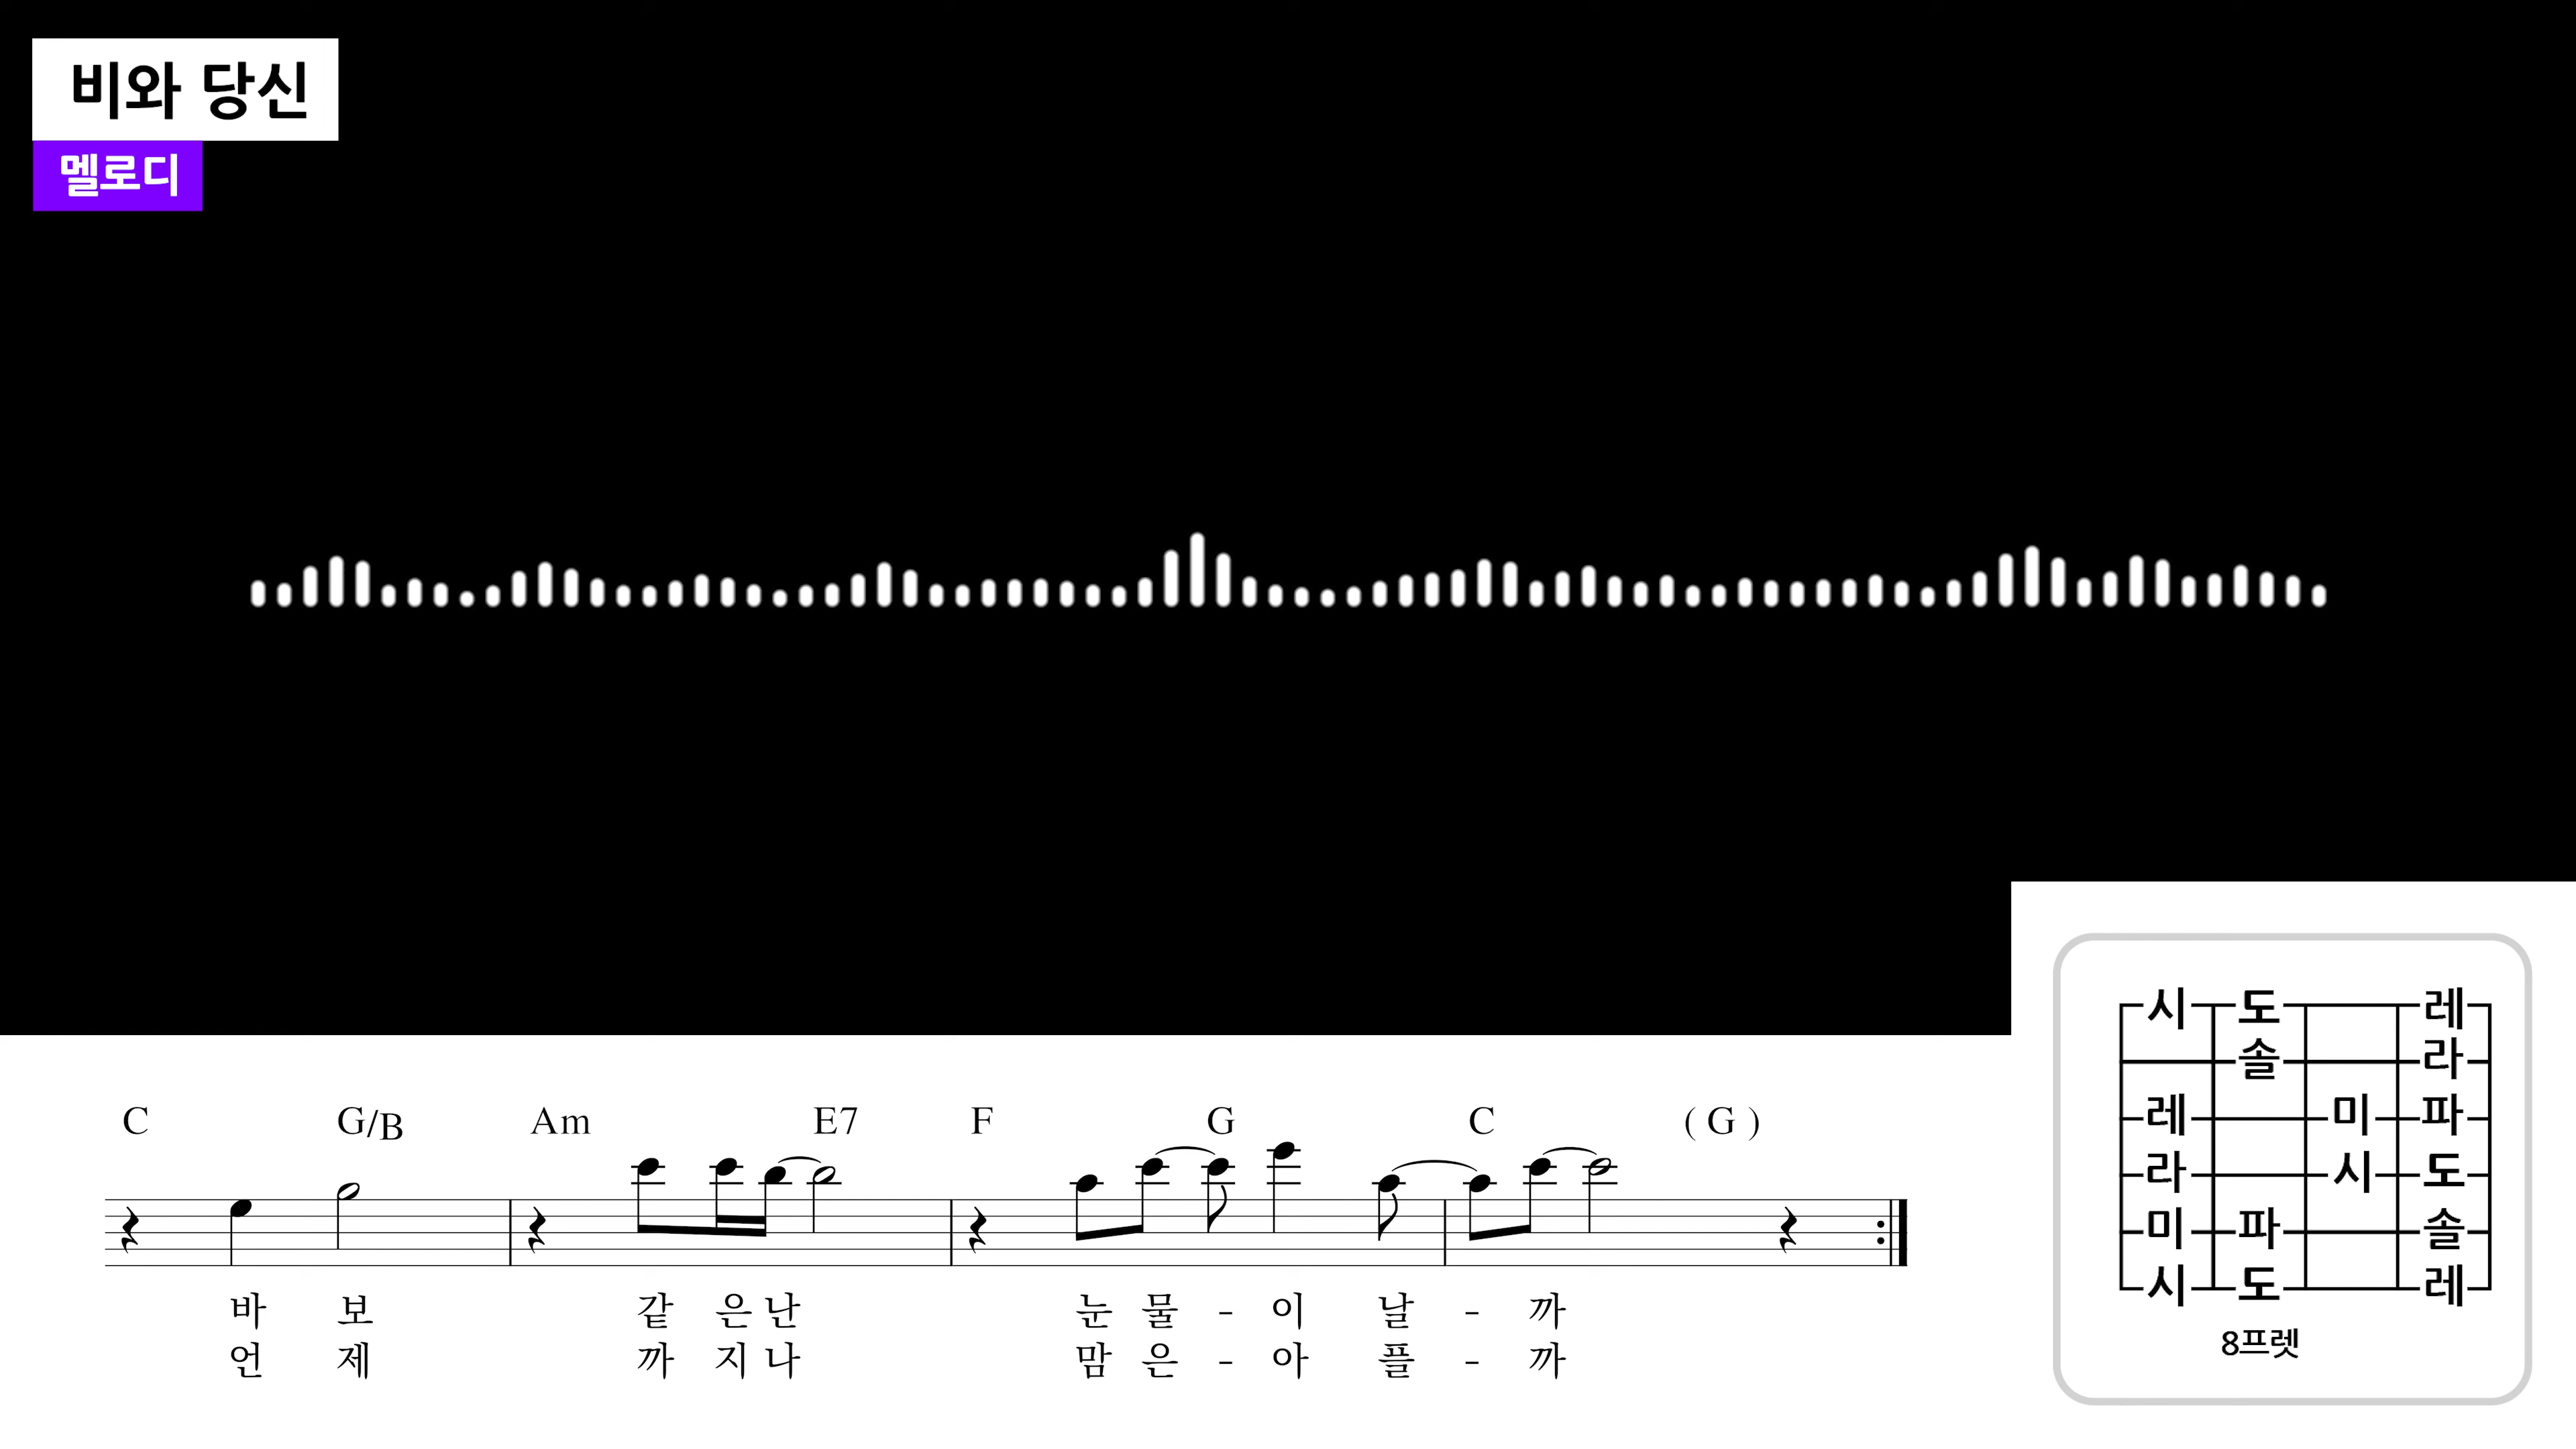 비와 당신
멜로디
C G/B Am E7 F G C ( G )
바 보 같 은 난 눈 물 - 이 날 - 까
언 제 까 지 나 맘 은 - 아 플 - 까
시 도 레
솔 라
레 미 파
라 시 도
미 파 솔
시 도 레
8프렛